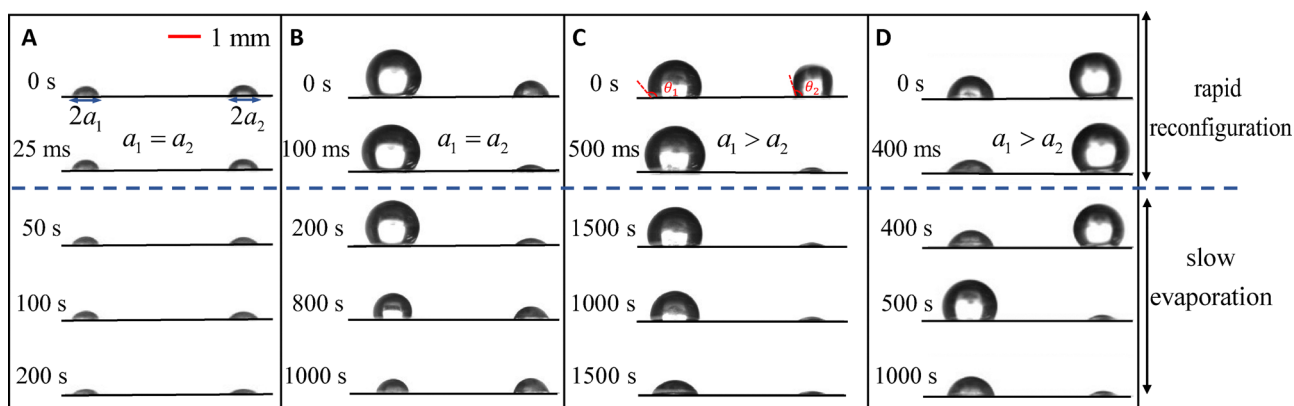 A
1 mm
0 s
2a₁
2a₂
a₁ = a₂
25 ms
50 s
100 s
200 s
B
0 s
100 ms
a₁ = a₂
200 s
800 s
1000 s
C
0 s
θ₁
θ₂
500 ms
a₁ > a₂
1500 s
1000 s
1500 s
D
0 s
400 ms
a₁ > a₂
400 s
500 s
1000 s
rapid
reconfiguration
slow
evaporation